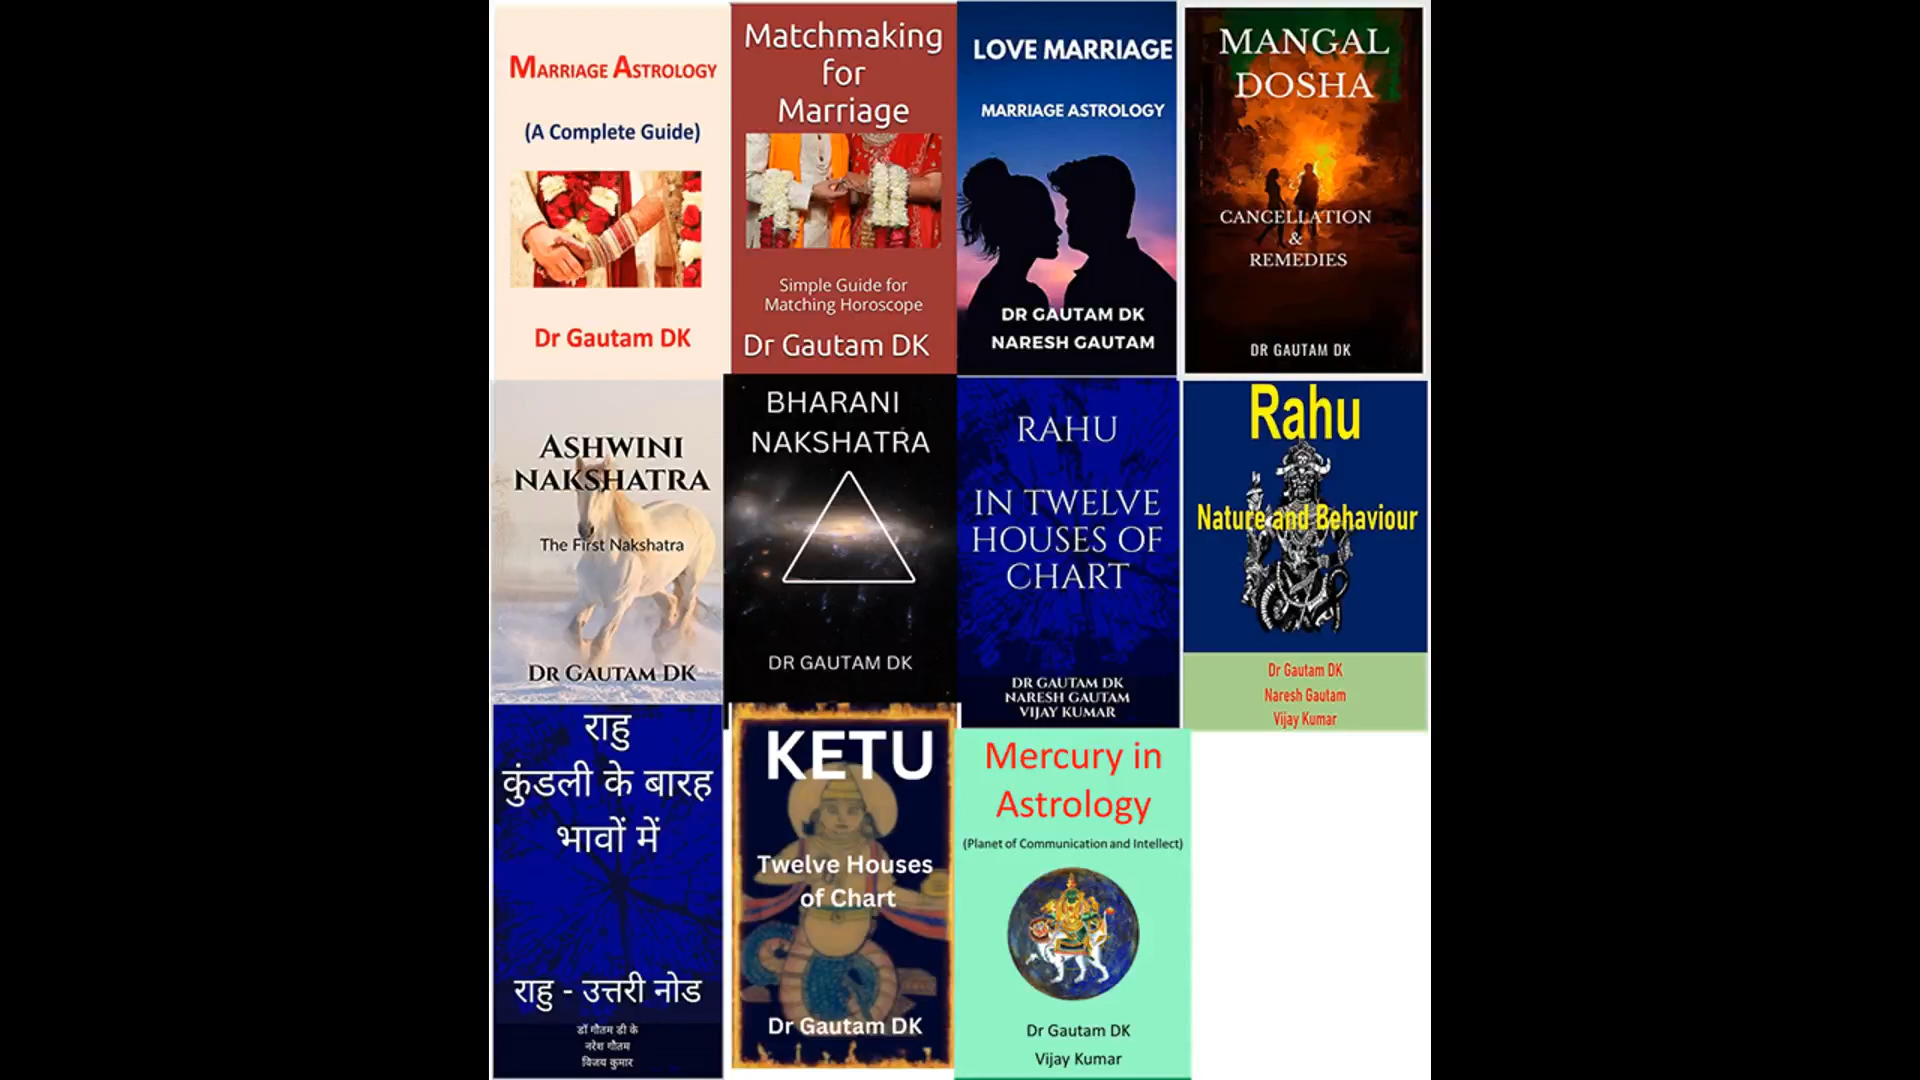 MARRIAGE ASTROLOGY
(A Complete Guide)
Dr Gautam DK
Matchmaking
for
Marriage
Simple Guide for
Matching Horoscope
Dr Gautam DK
LOVE MARRIAGE
MARRIAGE ASTROLOGY
DR GAUTAM DK
NARESH GAUTAM
MANGAL
DOSHA
CANCELLATION
&
REMEDIES
DR GAUTAM DK
ASHWINI
NAKSHATRA
The First Nakshatra
DR GAUTAM DK
BHARANI
NAKSHATRA
DR GAUTAM DK
RAHU
IN TWELVE
HOUSES OF
CHART
DR GAUTAM DK
NARESH GAUTAM
VIJAY KUMAR
Rahu
Nature and Behaviour
Dr Gautam DK
Naresh Gautam
Vijay Kumar
राहु
कुंडली के बारह
भावों में
राहु - उत्तरी नोड
डॉ गौतम डी के
नरेश गौतम
विजय कुमार
KETU
Twelve Houses
of Chart
Dr Gautam DK
Mercury in
Astrology
(Planet of Communication and Intellect)
Dr Gautam DK
Vijay Kumar